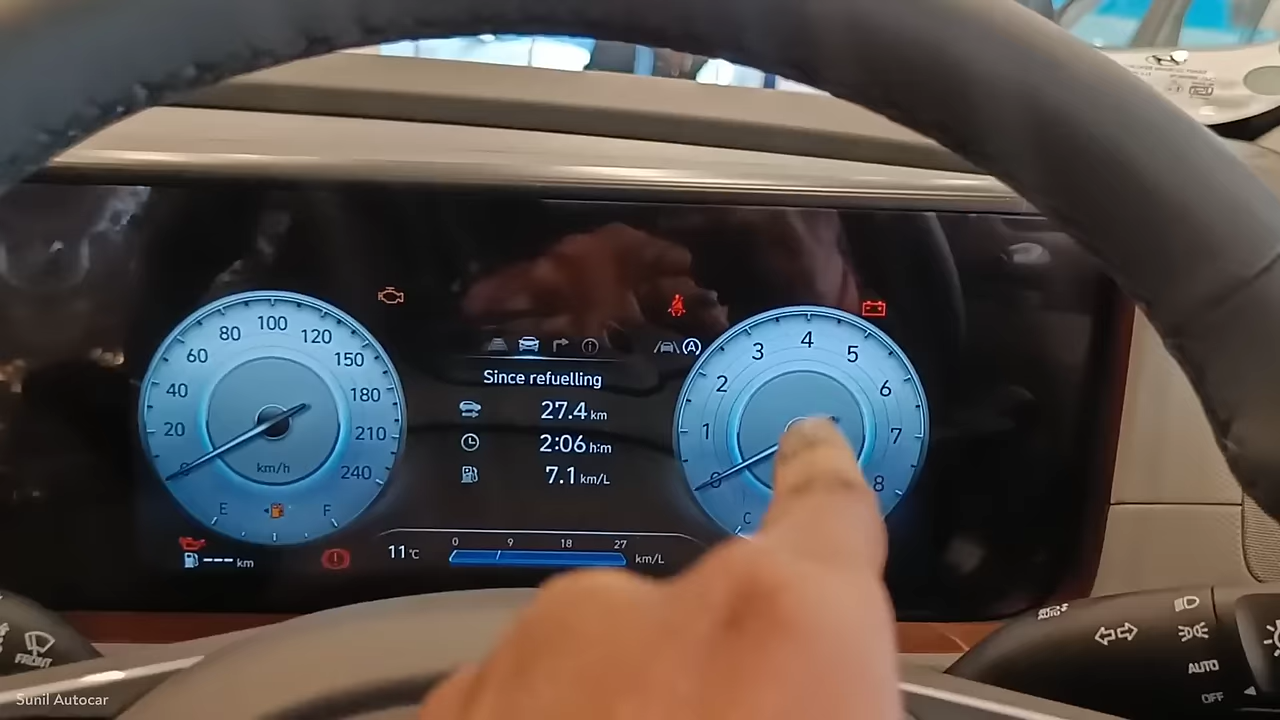 80 100 120
60 150
40 180
20 210
0 240
km/h
E F
--- km
Since refuelling
27.4 km
2:06 h:m
7.1 km/L
11°C
0 9 18 27
km/L
A
3 4 5
2 6
1 7
0 8
C
FRONT
AUTO
AUTO
OFF
Sunil Autocar